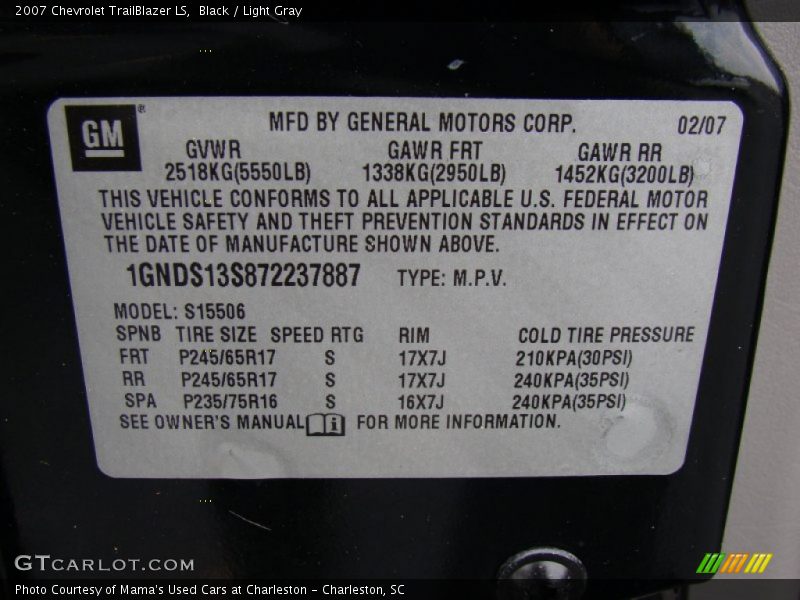 2007 Chevrolet TrailBlazer LS, Black / Light Gray
GM ®
MFD BY GENERAL MOTORS CORP. 02/07
GVWR GAWR FRT GAWR RR
2518KG(5550LB) 1338KG(2950LB) 1452KG(3200LB)
THIS VEHICLE CONFORMS TO ALL APPLICABLE U.S. FEDERAL MOTOR
VEHICLE SAFETY AND THEFT PREVENTION STANDARDS IN EFFECT ON
THE DATE OF MANUFACTURE SHOWN ABOVE.
1GNDS13S872237887 TYPE: M.P.V.
MODEL: S15506
SPNB TIRE SIZE SPEED RTG RIM COLD TIRE PRESSURE
FRT P245/65R17 S 17X7J 210KPA(30PSI)
RR P245/65R17 S 17X7J 240KPA(35PSI)
SPA P235/75R16 S 16X7J 240KPA(35PSI)
SEE OWNER'S MANUAL i FOR MORE INFORMATION.
GTCARLOT.COM
Photo Courtesy of Mama's Used Cars at Charleston - Charleston, SC